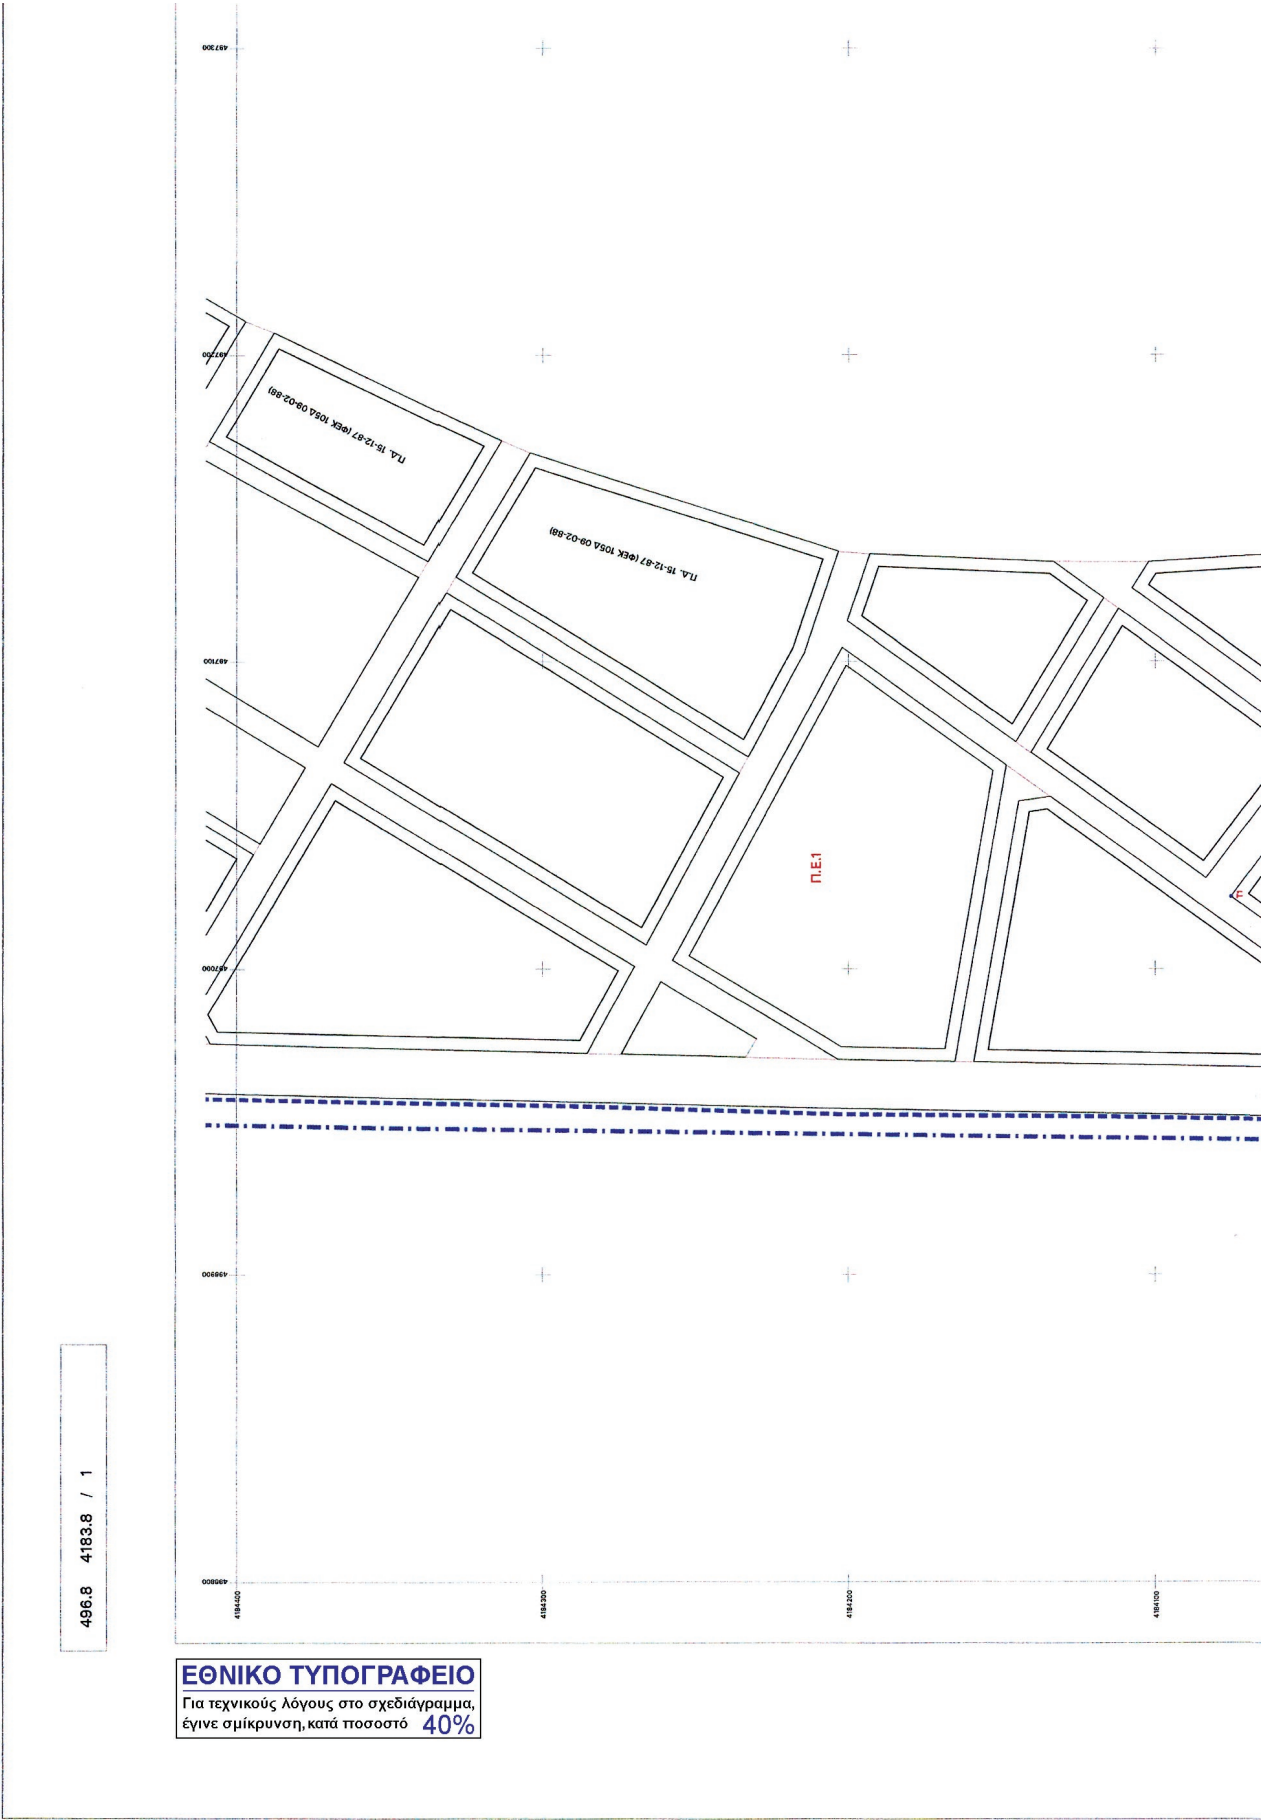 497300
497200
Π.Δ. 15-12-87 (ΦΕΚ 105Δ 09-02-88)
Π.Δ. 15-12-87 (ΦΕΚ 105Δ 09-02-88)
497100
Π.Ε.1
497000
496900
496800
4184400
4184300
4184200
4184100
496.8 4183.8 / 1
ΕΘΝΙΚΟ ΤΥΠΟΓΡΑΦΕΙΟ
Για τεχνικούς λόγους στο σχεδιάγραμμα,
έγινε σμίκρυνση, κατά ποσοστό 40%